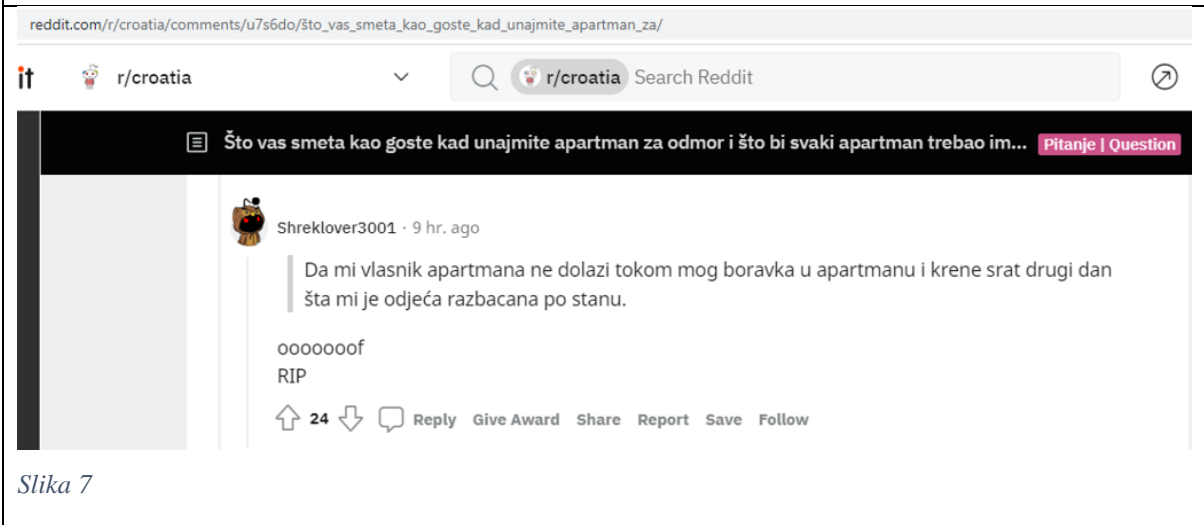 reddit.com/r/croatia/comments/u7s6do/što_vas_smeta_kao_goste_kad_unajmite_apartman_za/
it r/croatia r/croatia Search Reddit
Što vas smeta kao goste kad unajmite apartman za odmor i što bi svaki apartman trebao im... Pitanje | Question
Shreklover3001 · 9 hr. ago
Da mi vlasnik apartmana ne dolazi tokom mog boravka u apartmanu i krene srat drugi dan
šta mi je odjeća razbacana po stanu.
ooooooof
RIP
24 Reply Give Award Share Report Save Follow
Slika 7